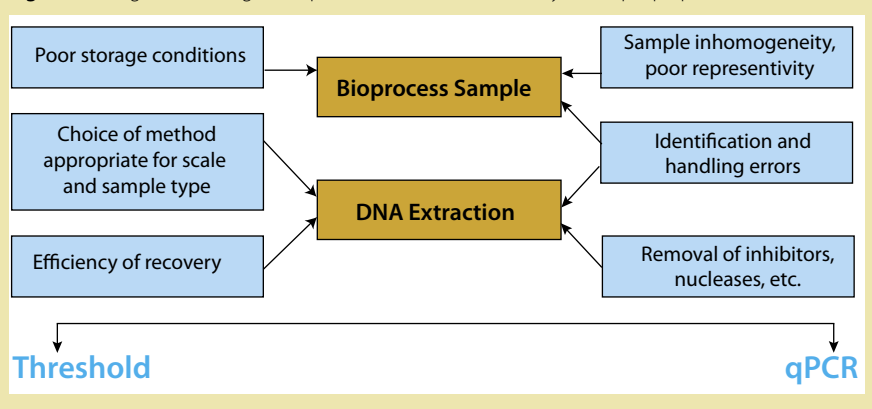 Poor storage conditions
Bioprocess Sample
Sample inhomogeneity,
poor representivity
Choice of method
appropriate for scale
and sample type
Identification and
handling errors
DNA Extraction
Efficiency of recovery
Removal of inhibitors,
nucleases, etc.
Threshold
qPCR